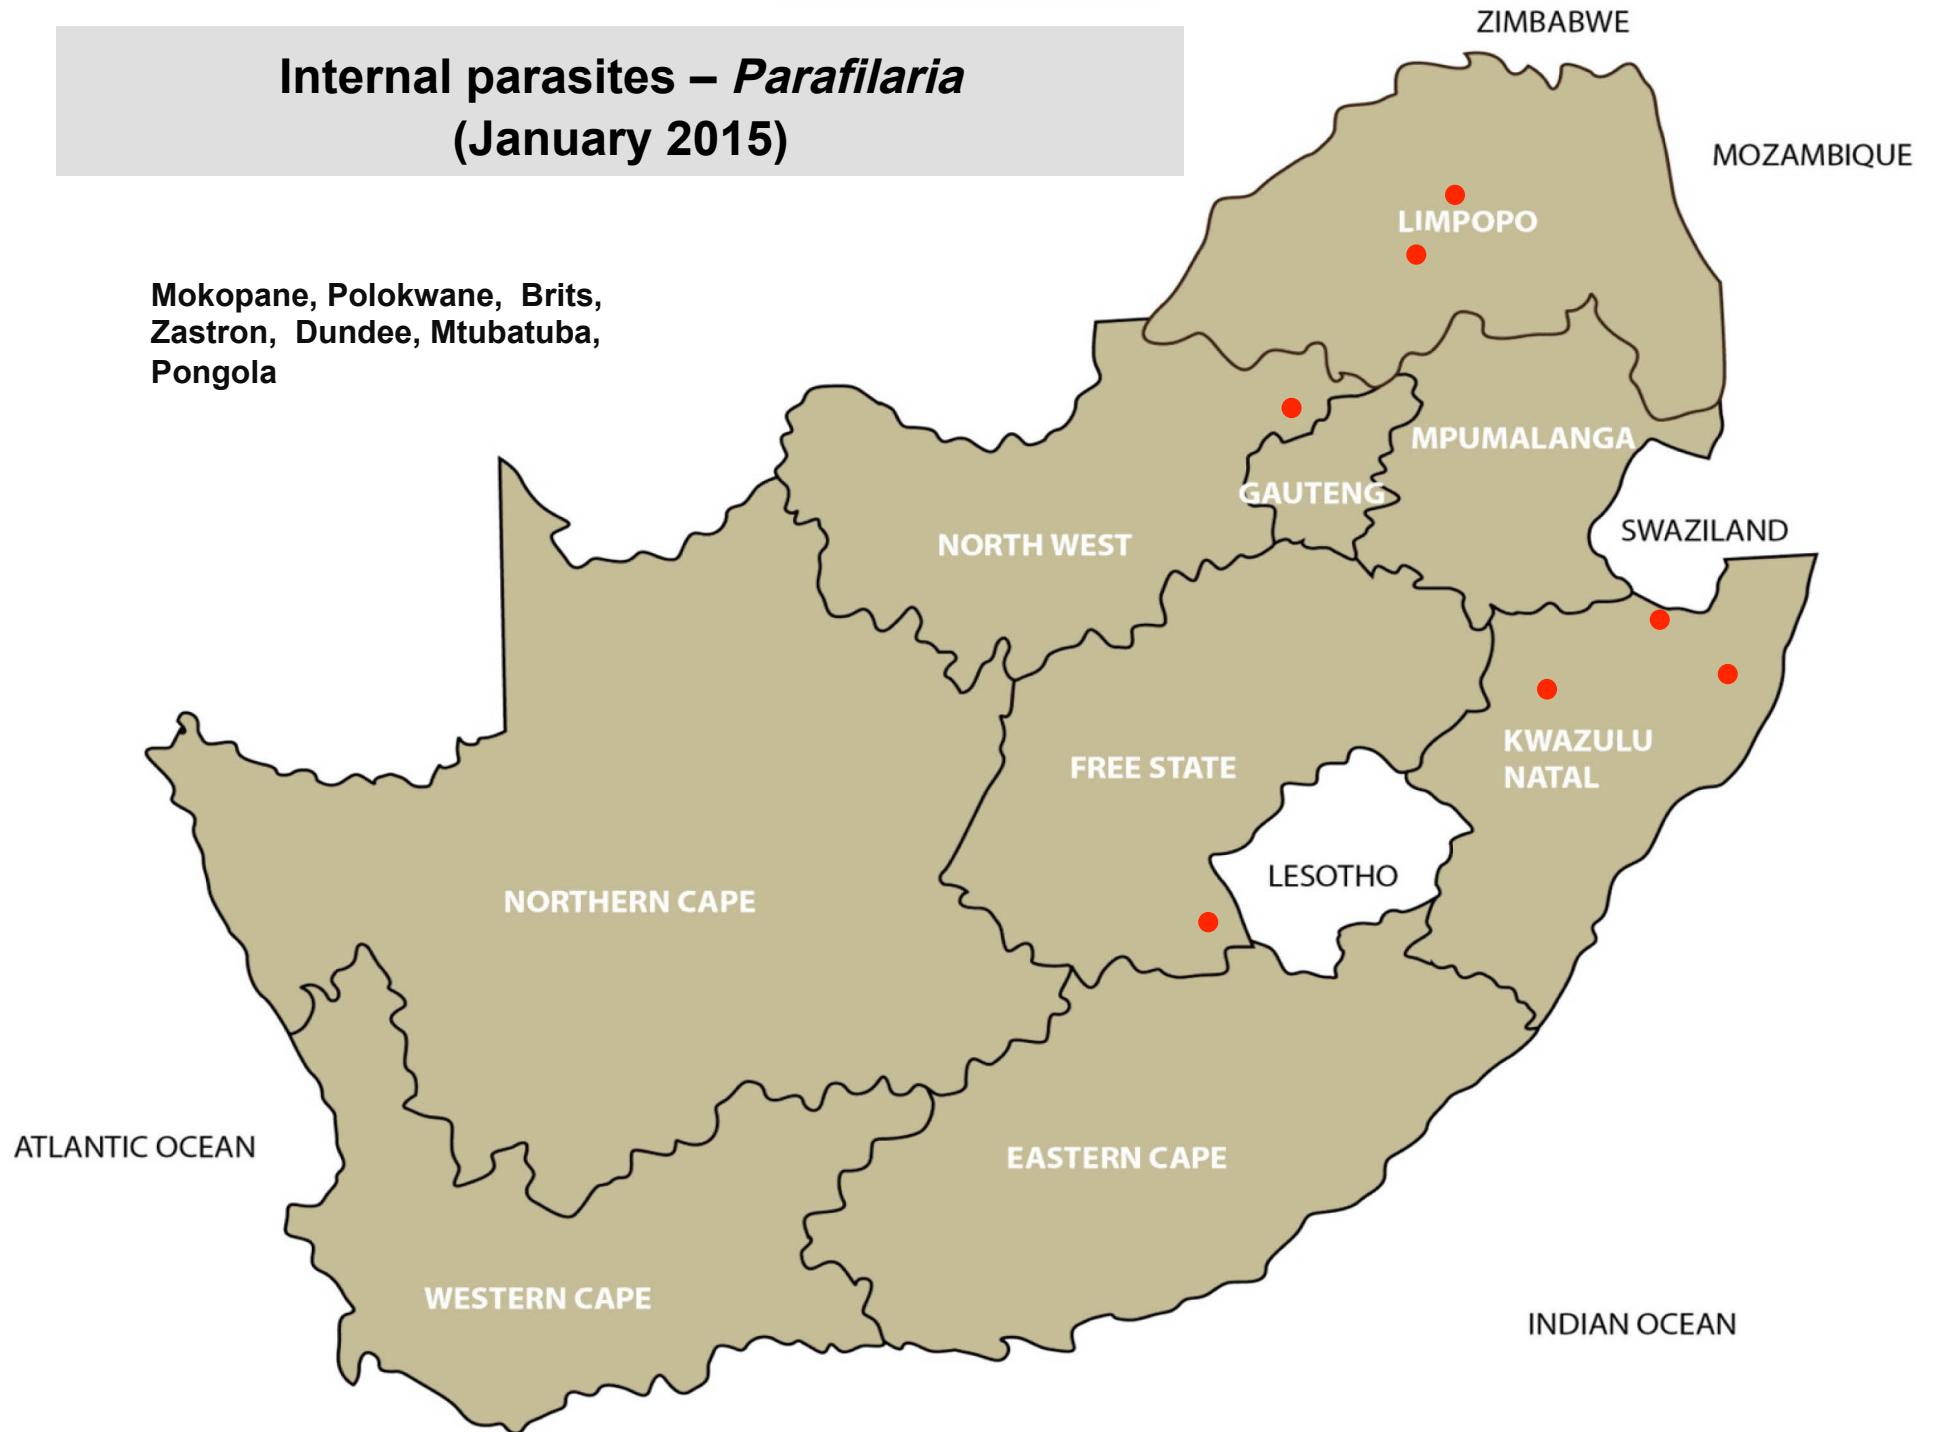 Internal parasites – Parafilaria
(January 2015)
Mokopane, Polokwane, Brits,
Zastron, Dundee, Mtubatuba,
Pongola
ZIMBABWE
MOZAMBIQUE
LIMPOPO
MPUMALANGA
GAUTENG
SWAZILAND
NORTH WEST
KWAZULU
NATAL
FREE STATE
LESOTHO
NORTHERN CAPE
ATLANTIC OCEAN
EASTERN CAPE
WESTERN CAPE
INDIAN OCEAN